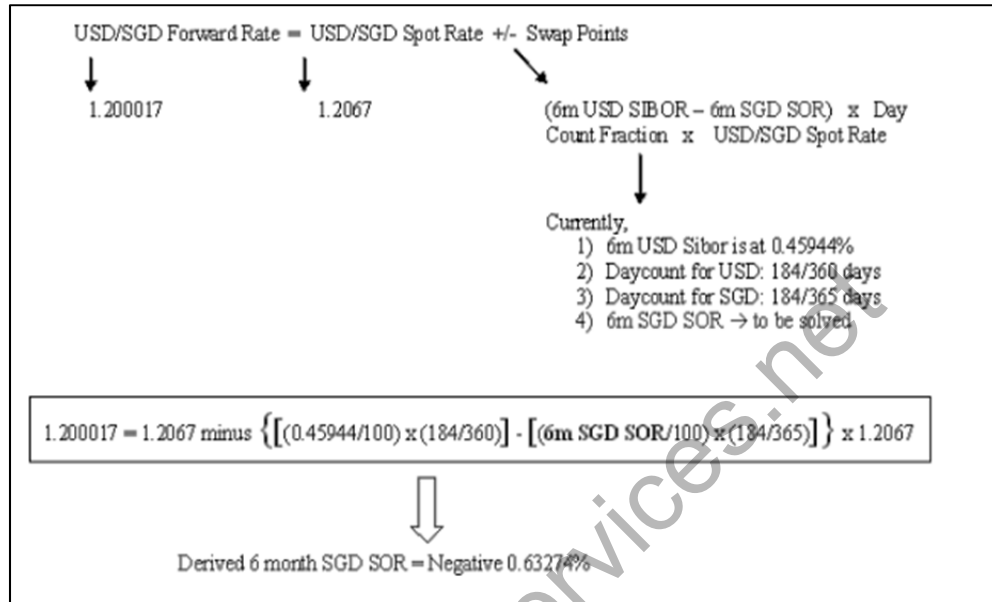 USD/SGD Forward Rate = USD/SGD Spot Rate +/- Swap Points
1.200017 1.2067 (6m USD SIBOR – 6m SGD SOR) x Day
Count Fraction x USD/SGD Spot Rate
Currently,
1) 6m USD Sibor is at 0.45944%
2) Daycount for USD: 184/360 days
3) Daycount for SGD: 184/365 days
4) 6m SGD SOR → to be solved
1.200017 = 1.2067 minus {[(0.45944/100) x (184/360)] - [(6m SGD SOR/100) x (184/365)]} x 1.2067
Derived 6 month SGD SOR = Negative 0.63274%
rvices.net